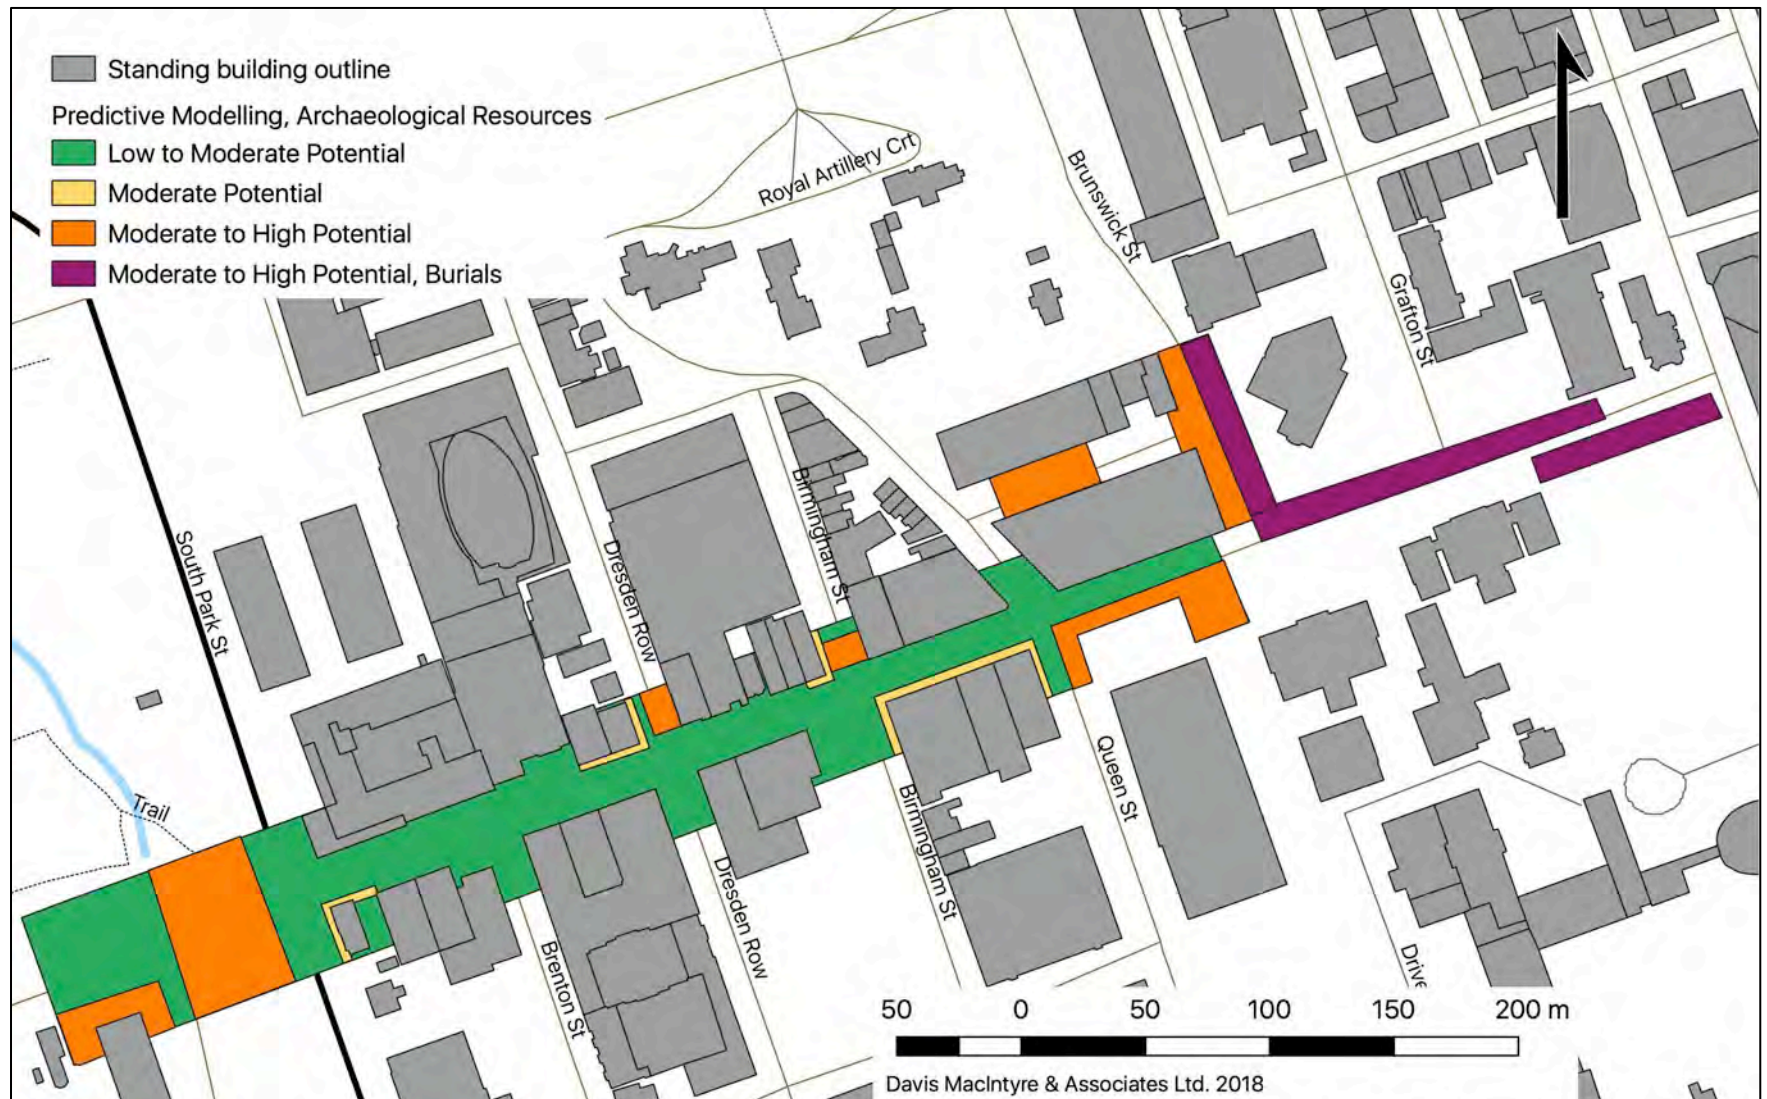 Standing building outline
Predictive Modelling, Archaeological Resources
Low to Moderate Potential
Moderate Potential
Moderate to High Potential
Moderate to High Potential, Burials
Royal Artillery Crt
Brunswick St
Grafton St
South Park St
Dresden Row
Birmingham St
Trail
Queen St
Birmingham St
Dresden Row
Brenton St
Drive
50 0 50 100 150 200 m
Davis MacIntyre & Associates Ltd. 2018